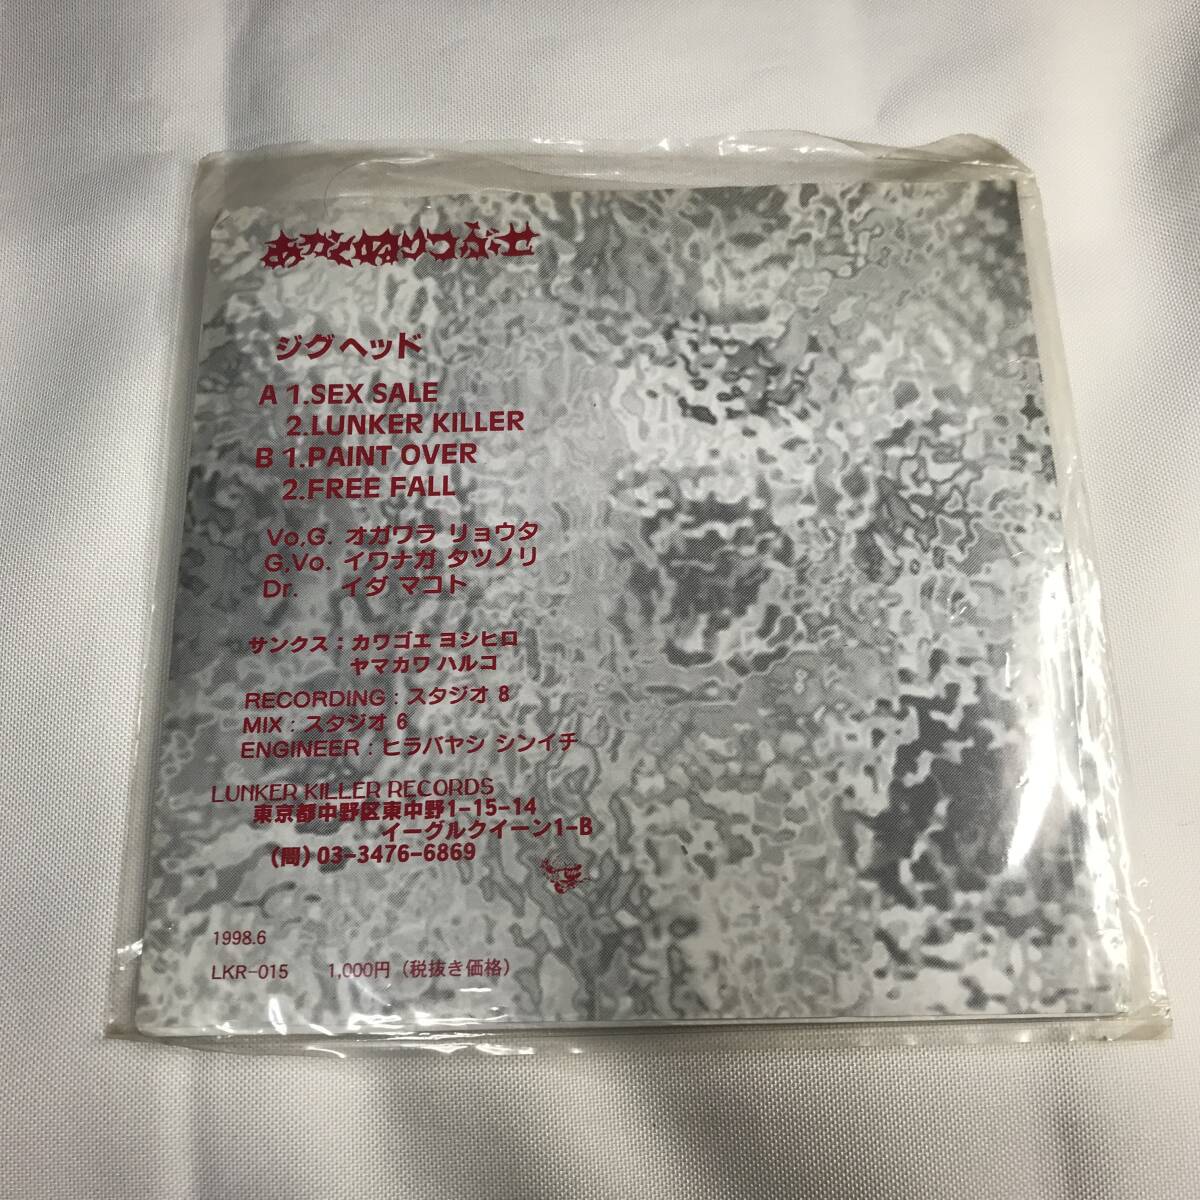 ジグヘッド
A 1.SEX SALE
2.LUNKER KILLER
B 1.PAINT OVER
2.FREE FALL
Vo,G. オガワラ リョウタ
G,Vo. イワナガ タツノリ
Dr. イダ マコト
サンクス：カワゴエ ヨシヒロ
ヤマカワ ハルコ
RECORDING：スタジオ 8
MIX：スタジオ 6
ENGINEER：ヒラバヤシ シンイチ
LUNKER KILLER RECORDS
東京都中野区東中野1-15-14
イーグルクイーン1-B
(問)03-3476-6869
1998.6
LKR-015 1,000円（税抜き価格）